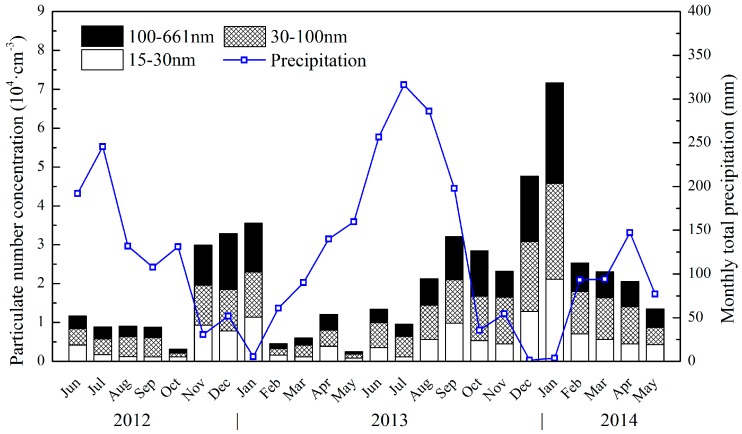 Particulate number concentration (10⁴·cm⁻³)
9
8
7
6
5
4
3
2
1
0
100-661nm
30-100nm
15-30nm
Precipitation
400
350
300
250
200
150
100
50
0
Monthly total precipitation (mm)
Jun Jul Aug Sep Oct Nov Dec Jan Feb Mar Apr May Jun Jul Aug Sep Oct Nov Dec Jan Feb Mar Apr May
2012 | 2013 | 2014